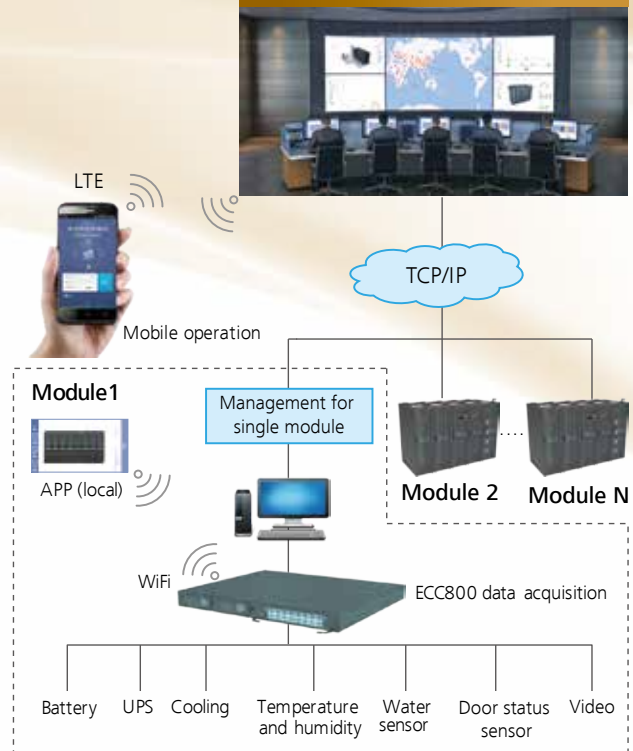 LTE
TCP/IP
Mobile operation
Module1
Management for
single module
APP (local)
....
Module 2
Module N
WiFi
ECC800 data acquisition
Battery
UPS
Cooling
Temperature
and humidity
Water
sensor
Door status
sensor
Video